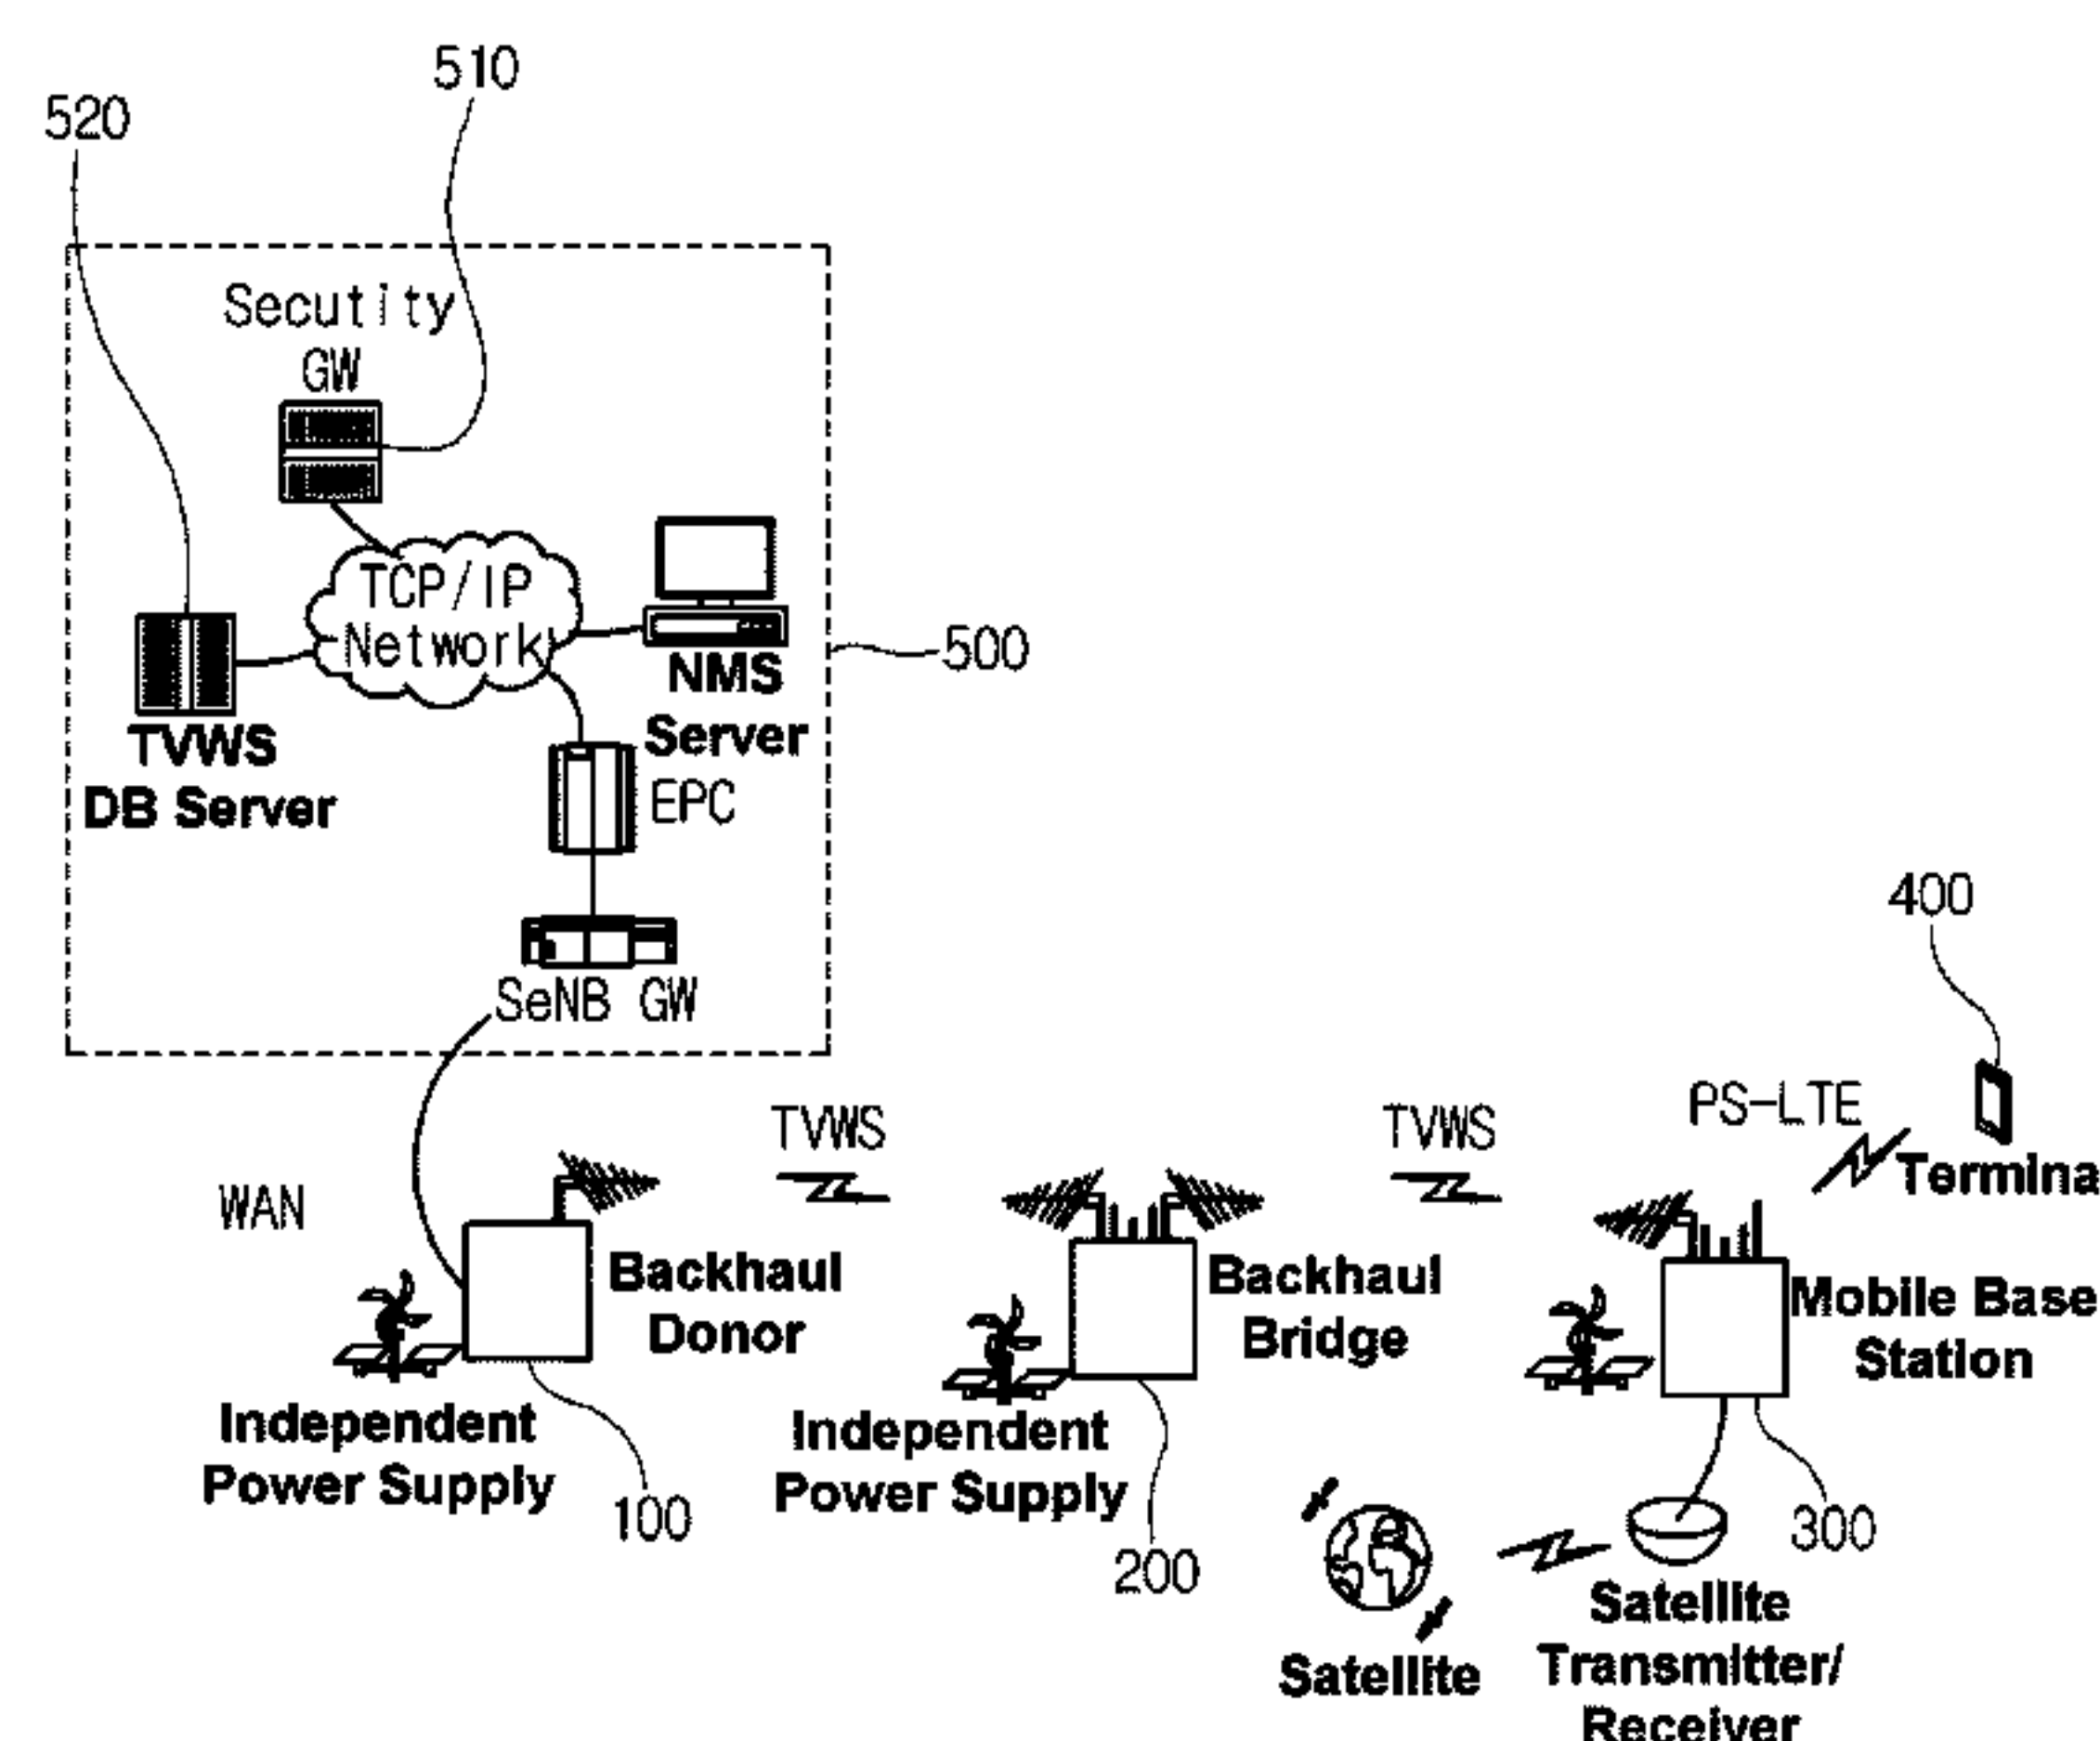 510
520
Secutity
GW
TCP/IP
Network
500
NMS
Server
TVWS
DB Server
EPC
SeNB GW
400
PS-LTE
TVWS
TVWS
Termina
WAN
Backhaul
Donor
Backhaul
Bridge
Mobile Base
Station
Independent
Power Supply
Independent
Power Supply
100
200
300
Satellite
Satellite
Transmitter/
Receiver